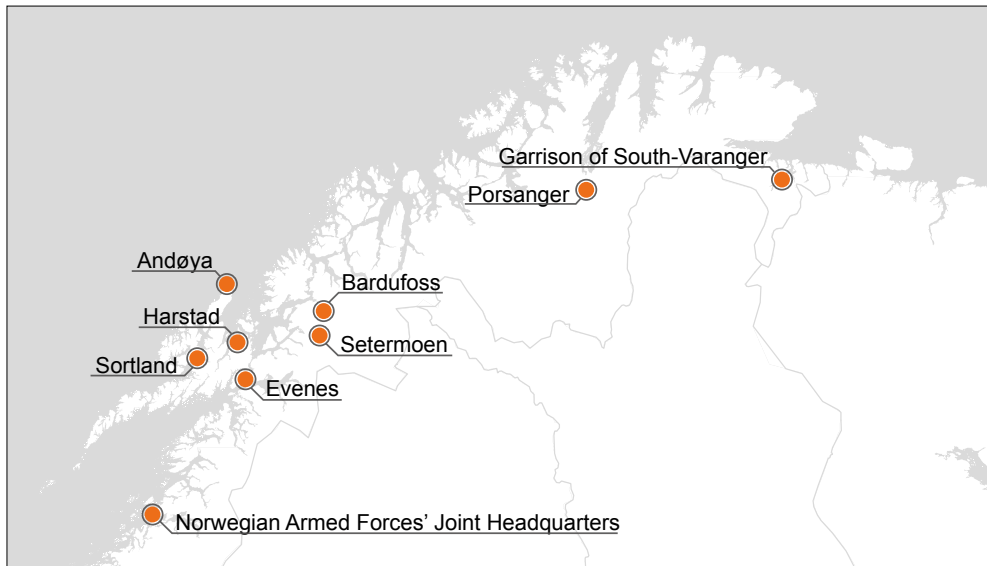 Garrison of South-Varanger
Porsanger
Andøya
Bardufoss
Harstad
Setermoen
Sortland
Evenes
Norwegian Armed Forces’ Joint Headquarters